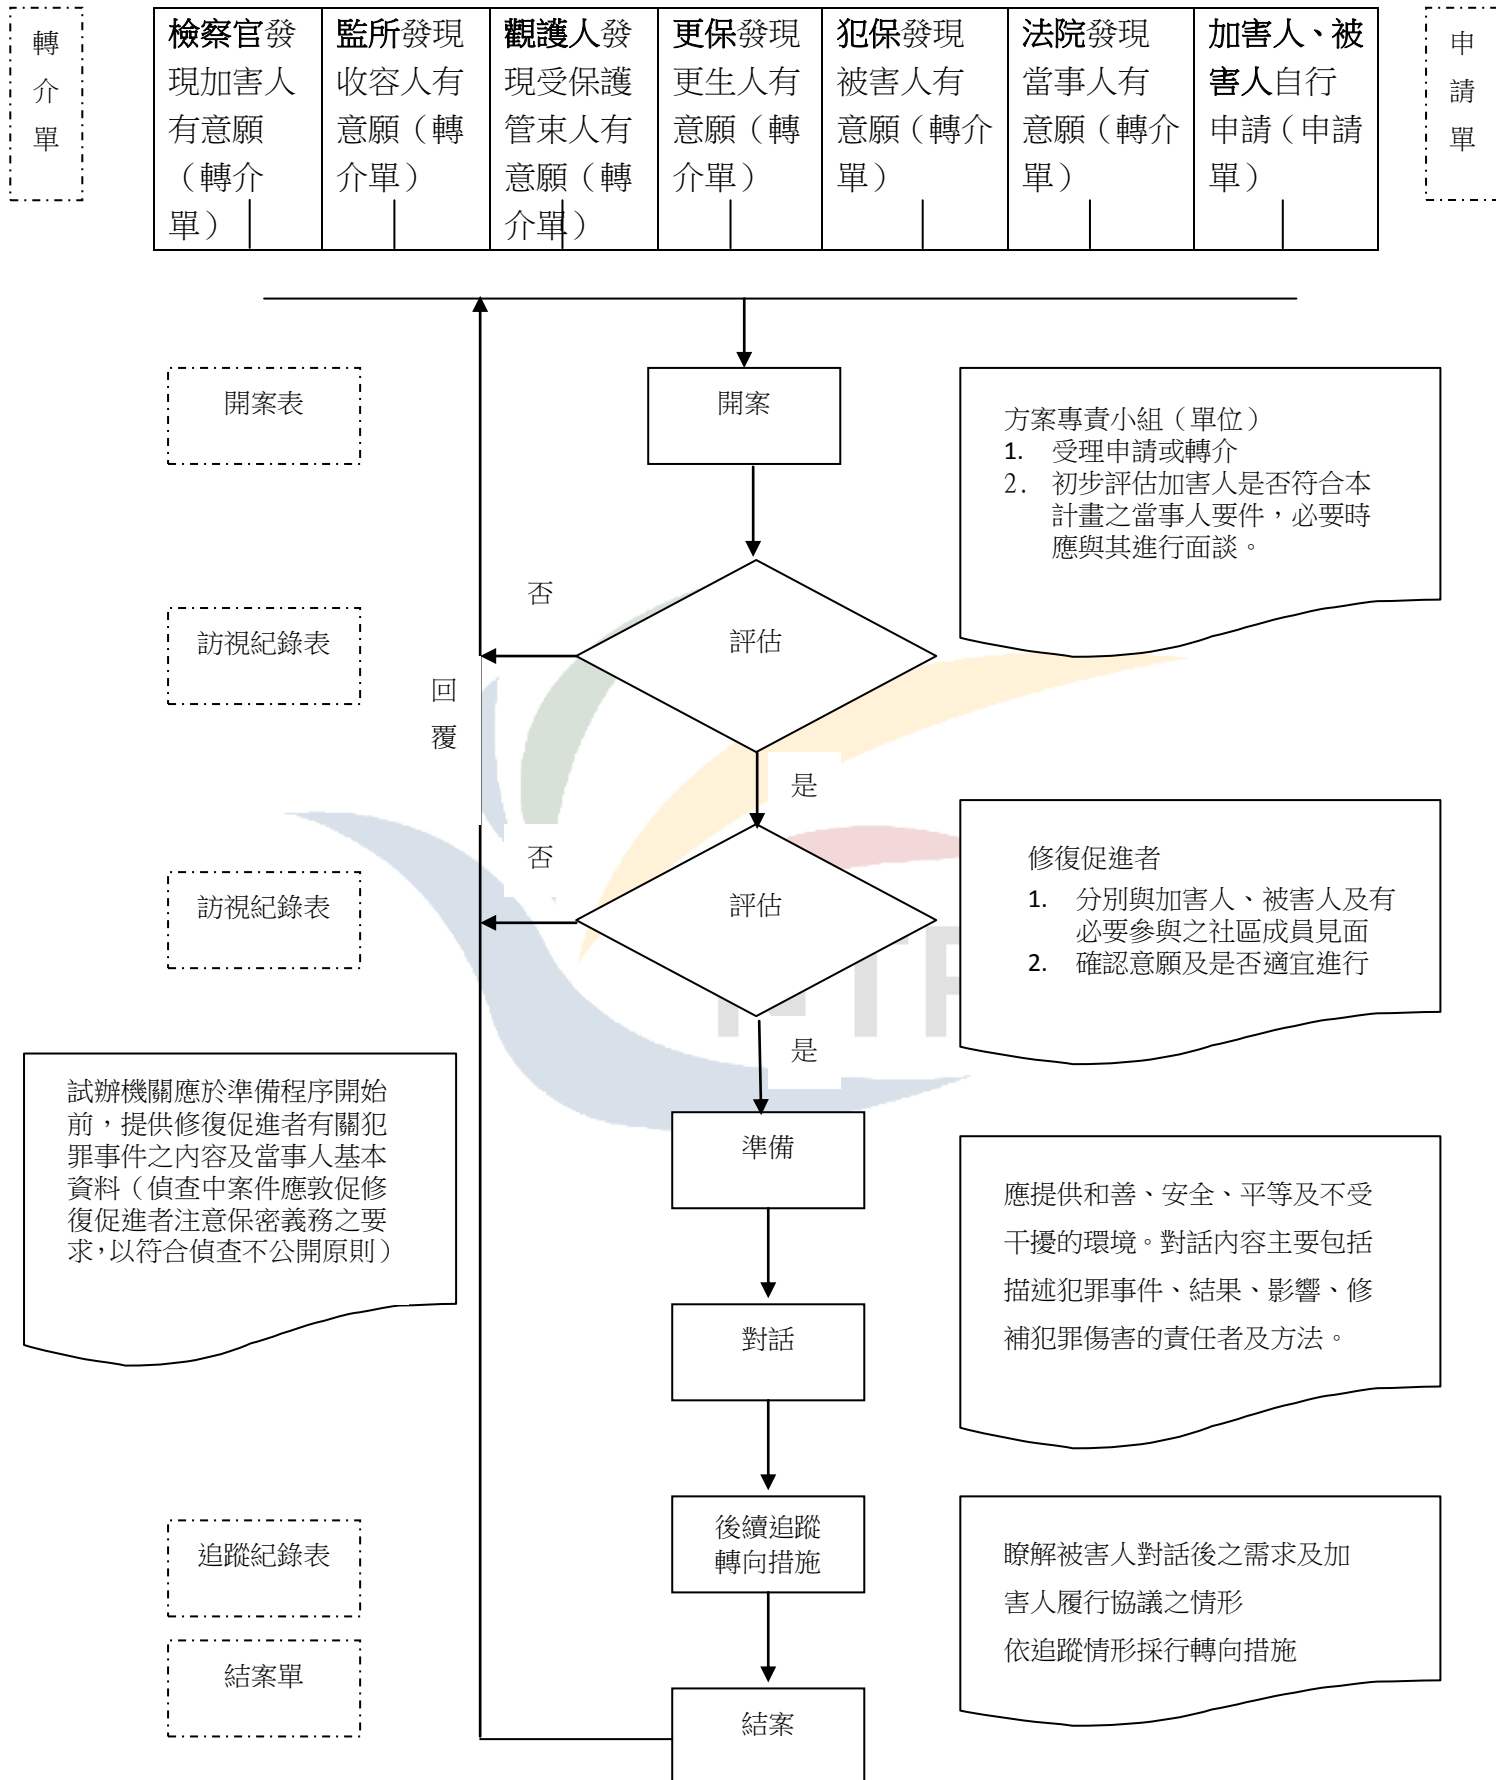 轉
介
單
檢察官發
現加害人
有意願
（轉介
單）
監所發現
收容人有
意願（轉
介單）
觀護人發
現受保護
管束人有
意願（轉
介單）
更保發現
更生人有
意願（轉
介單）
犯保發現
被害人有
意願（轉介
單）
法院發現
當事人有
意願（轉介
單）
加害人、被
害人自行
申請（申請
單）
申
請
單
開案表
開案
方案專責小組（單位）
1. 受理申請或轉介
2. 初步評估加害人是否符合本
計畫之當事人要件，必要時
應與其進行面談。
否
訪視紀錄表
評估
回
覆
是
否
訪視紀錄表
評估
修復促進者
1. 分別與加害人、被害人及有
必要參與之社區成員見面
2. 確認意願及是否適宜進行
是
試辦機關應於準備程序開始
前，提供修復促進者有關犯
罪事件之內容及當事人基本
資料（偵查中案件應敦促修
復促進者注意保密義務之要
求，以符合偵查不公開原則）
準備
應提供和善、安全、平等及不受
干擾的環境。對話內容主要包括
描述犯罪事件、結果、影響、修
補犯罪傷害的責任者及方法。
對話
追蹤紀錄表
後續追蹤
轉向措施
瞭解被害人對話後之需求及加
害人履行協議之情形
依追蹤情形採行轉向措施
結案單
結案